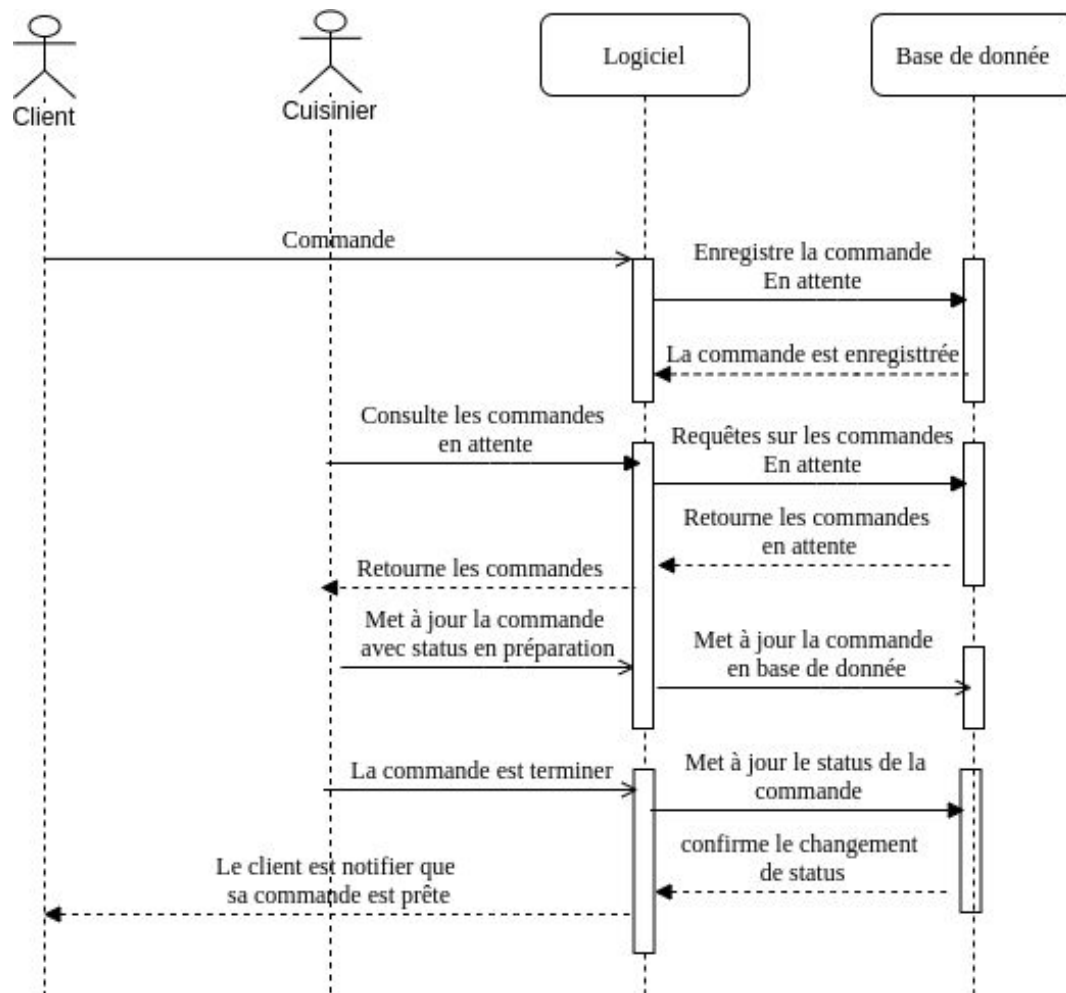 Client
Cuisinier
Logiciel
Base de donnée
Commande
Enregistre la commande
En attente
La commande est enregisttrée
Consulte les commandes
en attente
Requêtes sur les commandes
En attente
Retourne les commandes
en attente
Retourne les commandes
Met à jour la commande
avec status en préparation
Met à jour la commande
en base de donnée
La commande est terminer
Met à jour le status de la
commande
confirme le changement
de status
Le client est notifier que
sa commande est prête